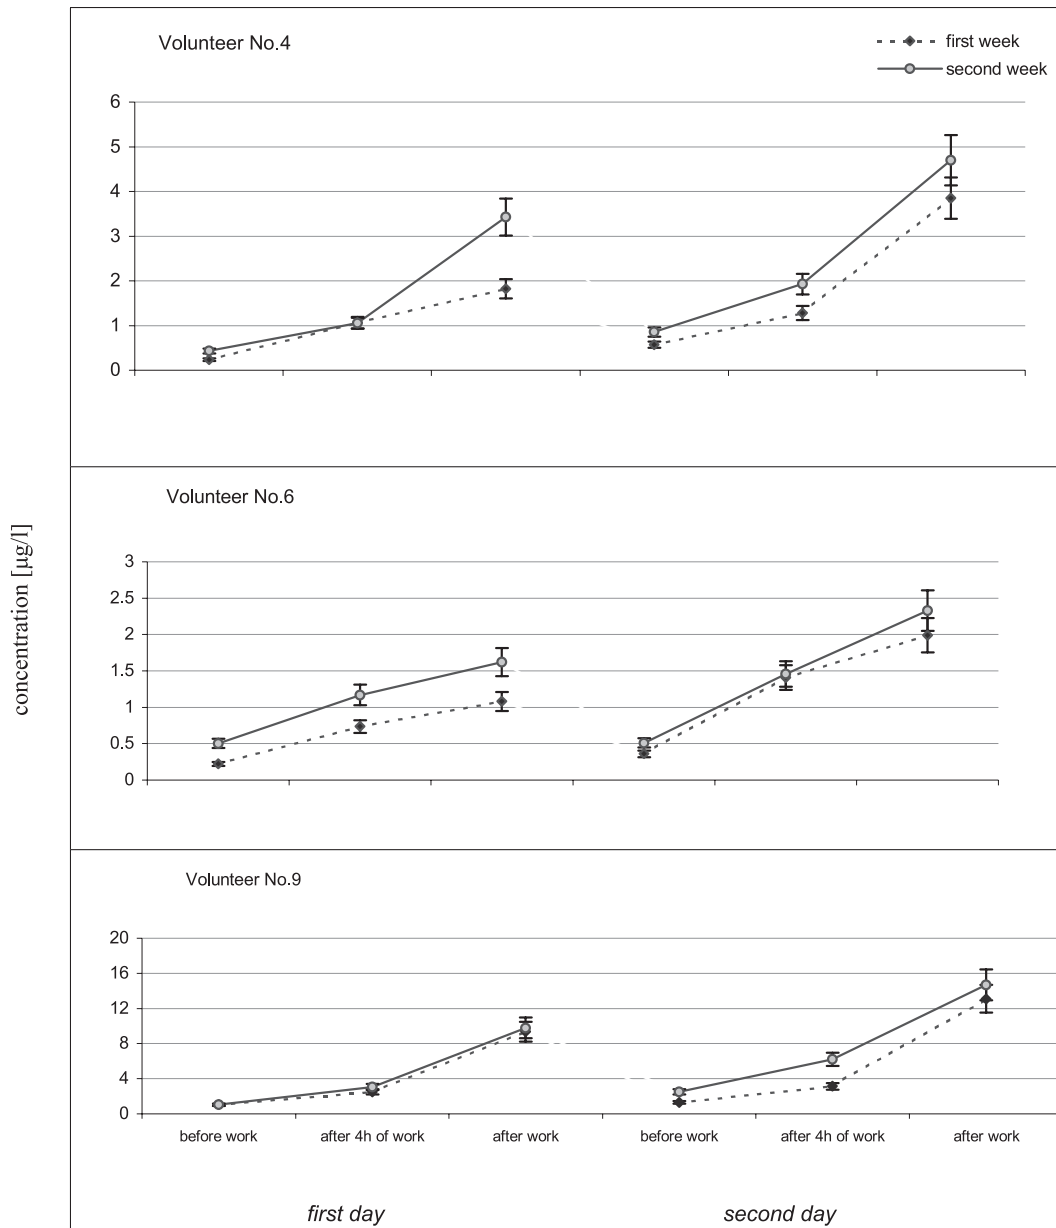 Volunteer No.4
first week
second week
6
5
4
3
2
1
0
Volunteer No.6
3
2.5
2
1.5
1
0.5
0
concentration [µg/l]
Volunteer No.9
20
16
12
8
4
0
before work after 4h of work after work before work after 4h of work after work
first day second day